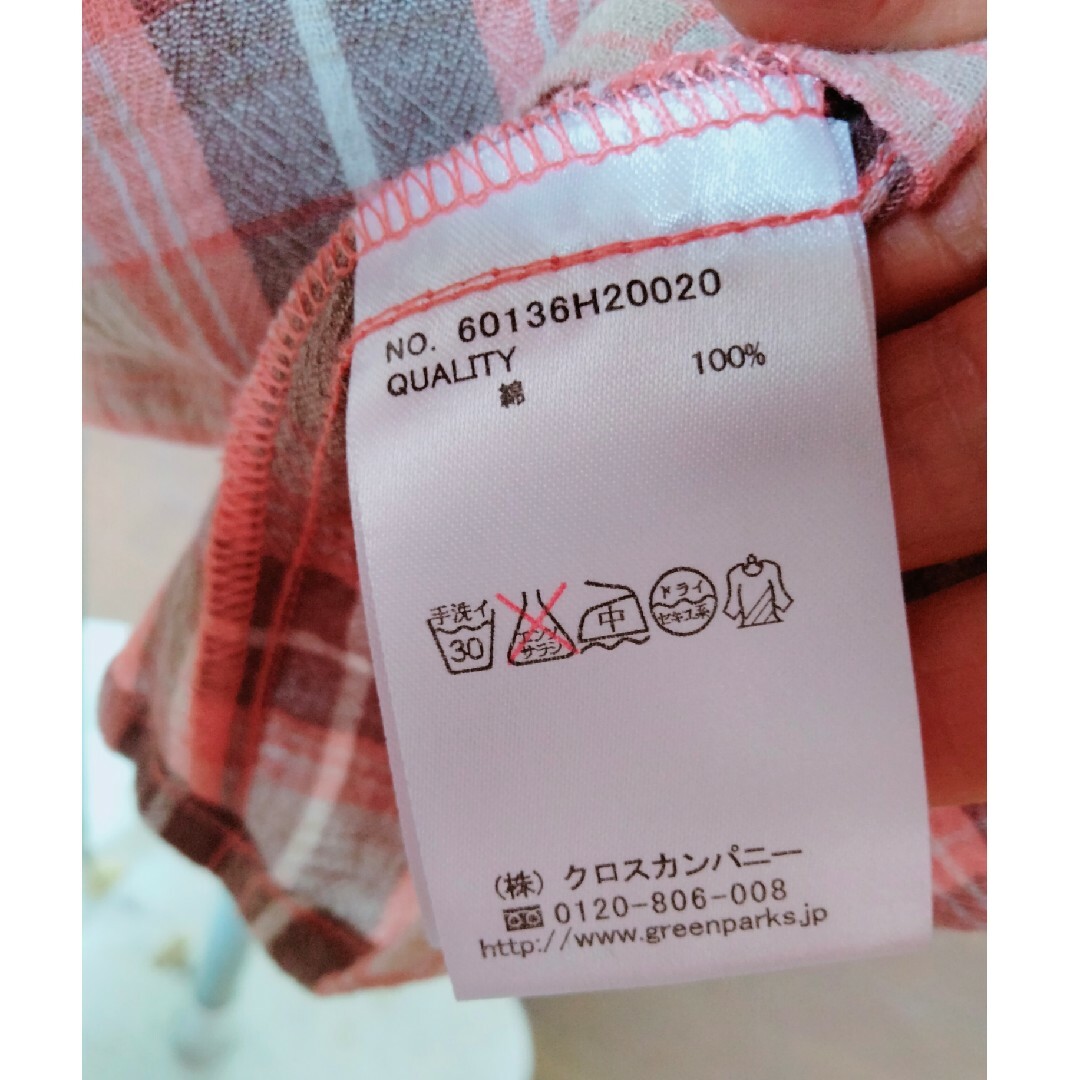 NO. 60136H20020
QUALITY
綿 100%
手洗イ 30 エンソ サラシ 中 ドライ セキユ系
(株) クロスカンパニー
0120-806-008
http://www.greenparks.jp